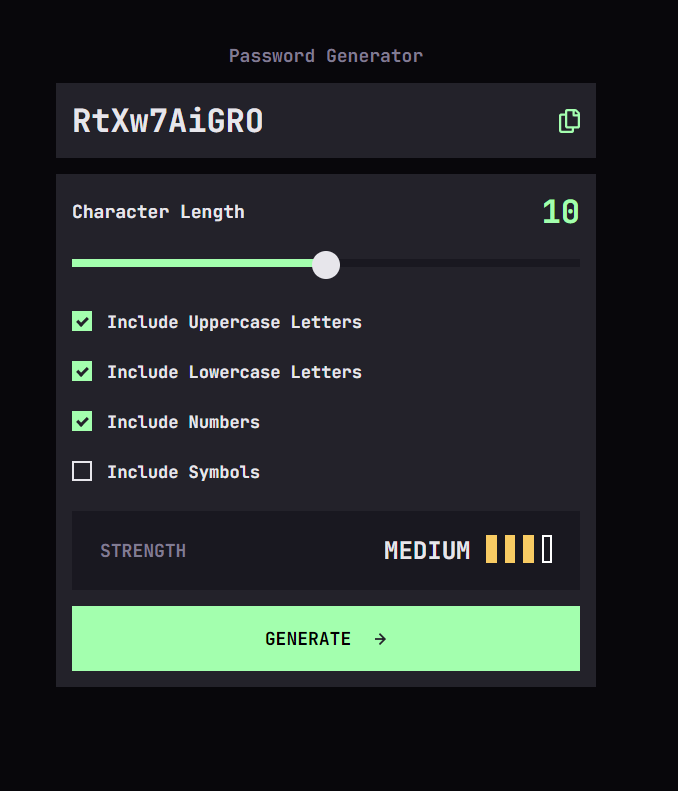 Password Generator
RtXw7AiGRO
Character Length
10
Include Uppercase Letters
Include Lowercase Letters
Include Numbers
Include Symbols
STRENGTH
MEDIUM
GENERATE →